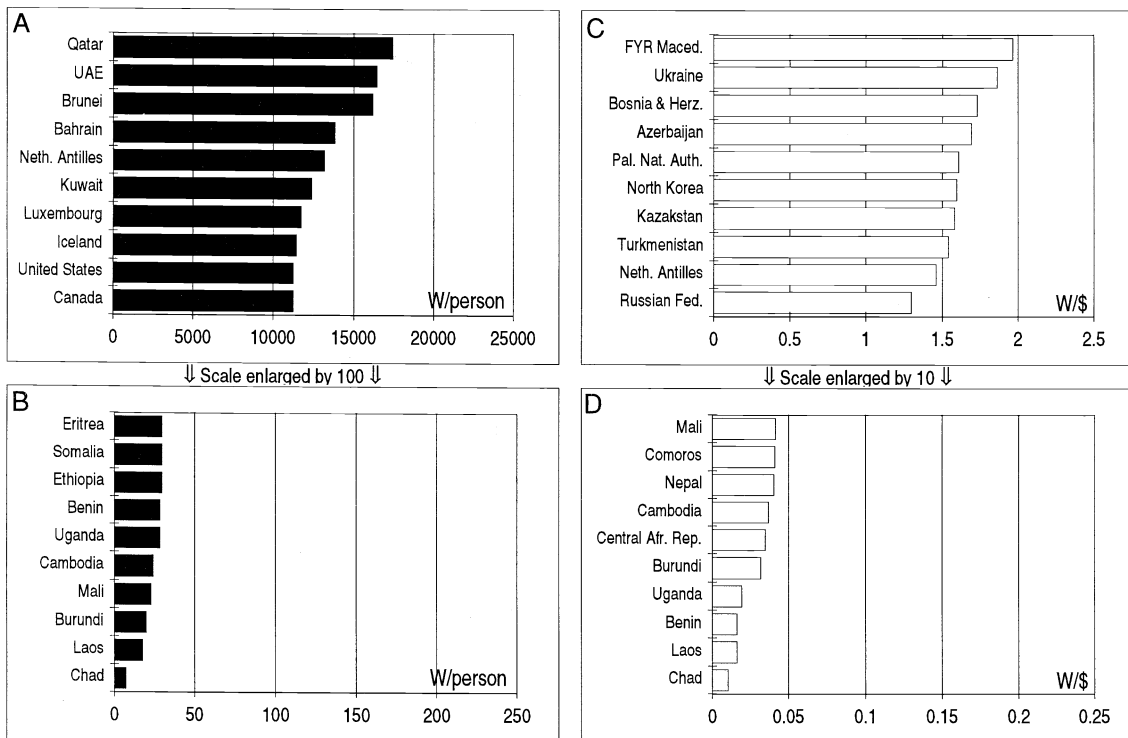 A
Qatar
UAE
Brunei
Bahrain
Neth. Antilles
Kuwait
Luxembourg
Iceland
United States
Canada
W/person
0 5000 10000 15000 20000 25000
⇓ Scale enlarged by 100 ⇓
B
Eritrea
Somalia
Ethiopia
Benin
Uganda
Cambodia
Mali
Burundi
Laos
Chad
W/person
0 50 100 150 200 250
C
FYR Maced.
Ukraine
Bosnia & Herz.
Azerbaijan
Pal. Nat. Auth.
North Korea
Kazakstan
Turkmenistan
Neth. Antilles
Russian Fed.
W/$
0 0.5 1 1.5 2 2.5
⇓ Scale enlarged by 10 ⇓
D
Mali
Comoros
Nepal
Cambodia
Central Afr. Rep.
Burundi
Uganda
Benin
Laos
Chad
W/$
0 0.05 0.1 0.15 0.2 0.25